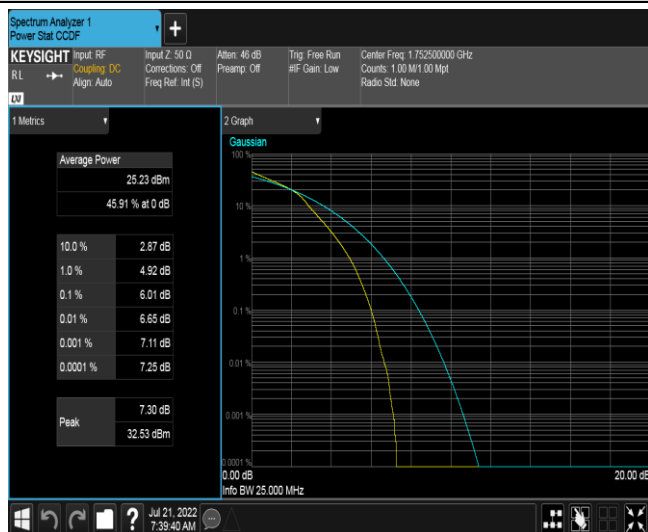 Spectrum Analyzer 1
Power Stat CCDF
KEYSIGHT
RL
LXI
Input: RF
Coupling: DC
Align: Auto
Input Z: 50 Ω
Corrections: Off
Freq Ref: Int (S)
Atten: 46 dB
Preamp: Off
Trig: Free Run
#IF Gain: Low
Center Freq: 1.752500000 GHz
Counts: 1.00 M/1.00 Mpt
Radio Std: None
1 Metrics
Average Power
25.23 dBm
45.91 % at 0 dB
10.0 % 2.87 dB
1.0 % 4.92 dB
0.1 % 6.01 dB
0.01 % 6.65 dB
0.001 % 7.11 dB
0.0001 % 7.25 dB
Peak
7.30 dB
32.53 dBm
2 Graph
Gaussian
100 %
10 %
1 %
0.1 %
0.01 %
0.001 %
0.0001 %
0.00 dB
20.00 dB
Info BW 25.000 MHz
?
Jul 21, 2022
7:39:40 AM